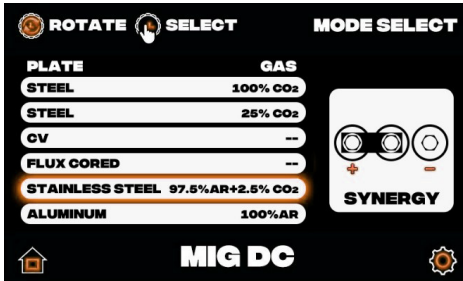 ROTATE SELECT MODE SELECT
PLATE GAS
STEEL 100% CO₂
STEEL 25% CO₂
CV --
FLUX CORED --
STAINLESS STEEL 97.5%AR+2.5% CO₂
ALUMINUM 100%AR
+ −
SYNERGY
MIG DC